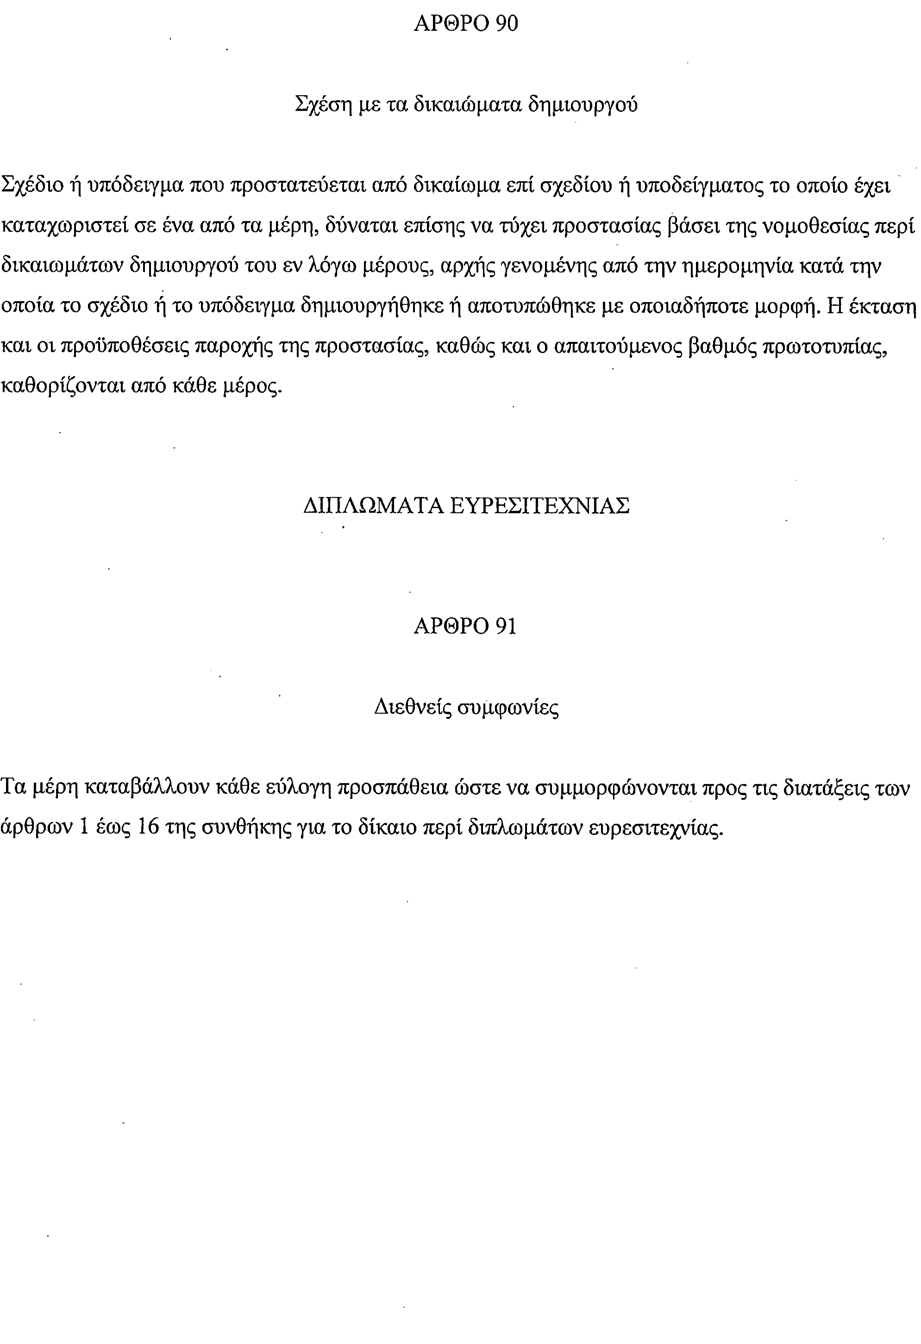 ΑΡΘΡΟ 90
Σχέση με τα δικαιώματα δημιουργού
Σχέδιο ή υπόδειγμα που προστατεύεται από δικαίωμα επί σχεδίου ή υποδείγματος το οποίο έχει
καταχωριστεί σε ένα από τα μέρη, δύναται επίσης να τύχει προστασίας βάσει της νομοθεσίας περί
δικαιωμάτων δημιουργού του εν λόγω μέρους, αρχής γενομένης από την ημερομηνία κατά την
οποία το σχέδιο ή το υπόδειγμα δημιουργήθηκε ή αποτυπώθηκε με οποιαδήποτε μορφή. Η έκταση
και οι προϋποθέσεις παροχής της προστασίας, καθώς και ο απαιτούμενος βαθμός πρωτοτυπίας,
καθορίζονται από κάθε μέρος.
ΔΙΠΛΩΜΑΤΑ ΕΥΡΕΣΙΤΕΧΝΙΑΣ
ΑΡΘΡΟ 91
Διεθνείς συμφωνίες
Τα μέρη καταβάλλουν κάθε εύλογη προσπάθεια ώστε να συμμορφώνονται προς τις διατάξεις των
άρθρων 1 έως 16 της συνθήκης για το δίκαιο περί διπλωμάτων ευρεσιτεχνίας.